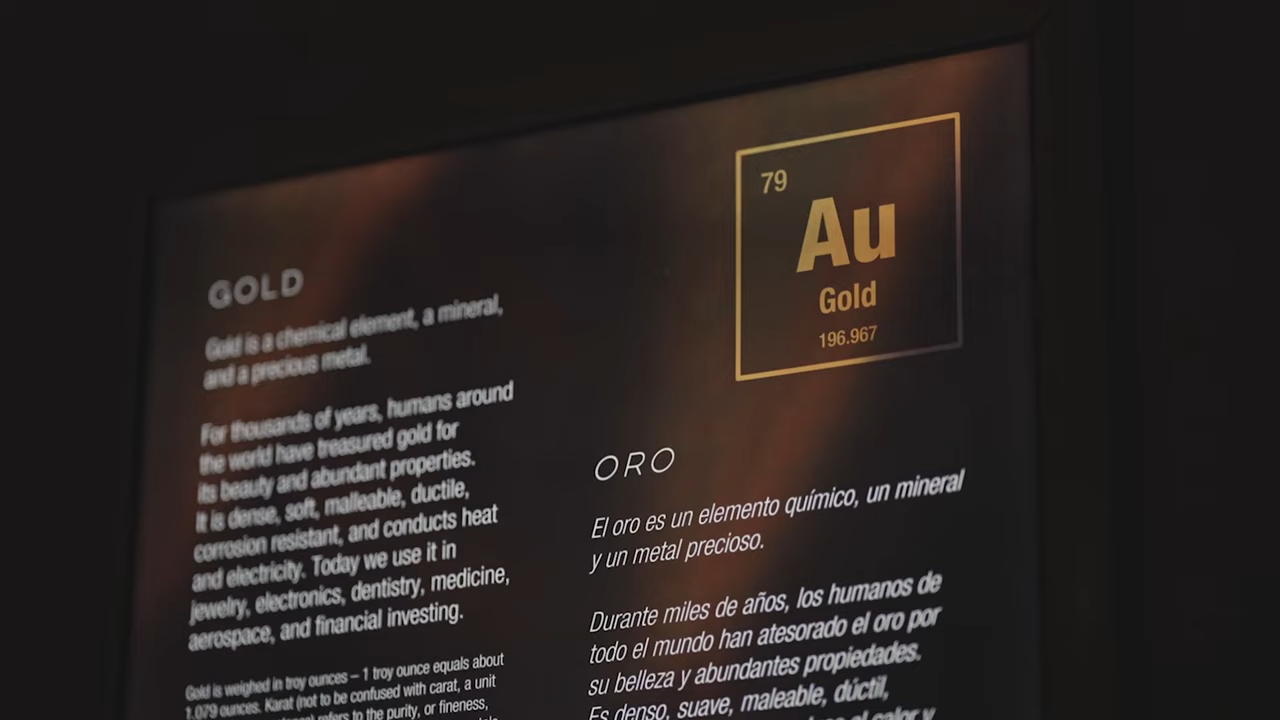 79
Au
Gold
196.967
GOLD
Gold is a chemical element, a mineral,
and a precious metal.
For thousands of years, humans around
the world have treasured gold for
its beauty and abundant properties.
It is dense, soft, malleable, ductile,
corrosion resistant, and conducts heat
and electricity. Today we use it in
jewelry, electronics, dentistry, medicine,
aerospace, and financial investing.
Gold is weighed in troy ounces – 1 troy ounce equals about
1.079 ounces. Karat (not to be confused with carat, a unit
refers to the purity, or fineness,
ORO
El oro es un elemento químico, un mineral
y un metal precioso.
Durante miles de años, los humanos de
todo el mundo han atesorado el oro por
su belleza y abundantes propiedades.
Es denso, suave, maleable, dúctil,
el calor y